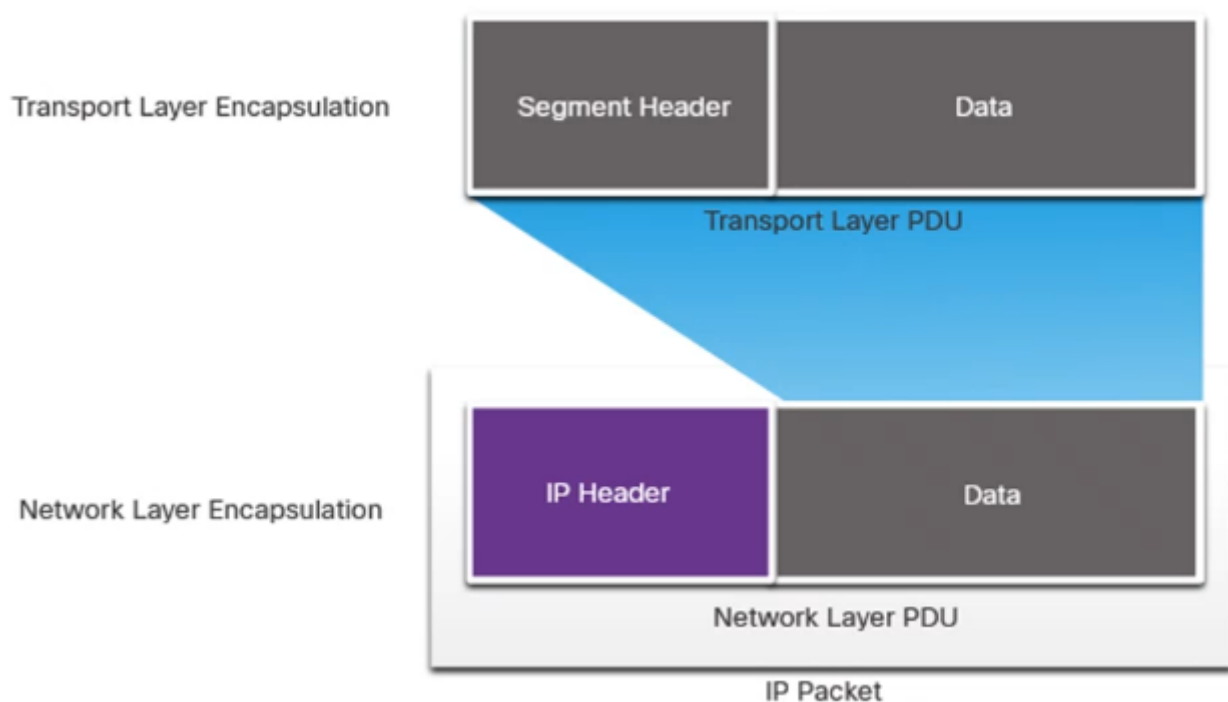 Transport Layer Encapsulation
Segment Header
Data
Transport Layer PDU
Network Layer Encapsulation
IP Header
Data
Network Layer PDU
IP Packet